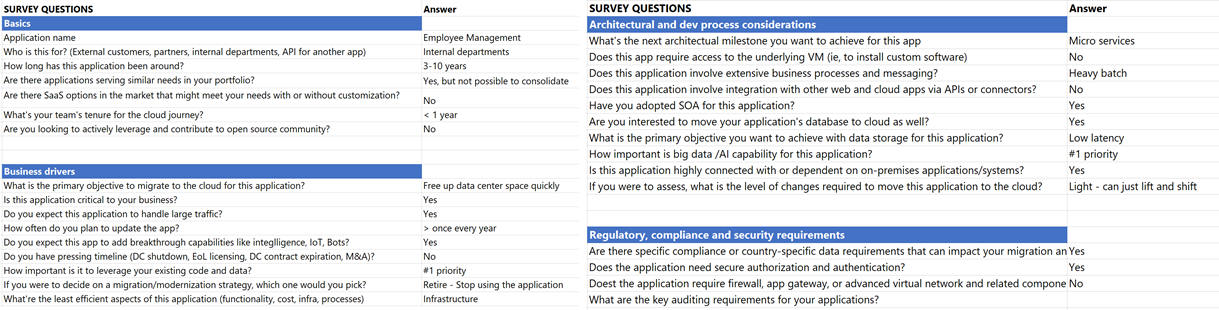 SURVEY QUESTIONS Answer
Basics
Application name Employee Management
Who is this for? (External customers, partners, internal departments, API for another app) Internal departments
How long has this application been around? 3-10 years
Are there applications serving similar needs in your portfolio? Yes, but not possible to consolidate
Are there SaaS options in the market that might meet your needs with or without customization? No
What's your team's tenure for the cloud journey? < 1 year
Are you looking to actively leverage and contribute to open source community? No
Business drivers
What is the primary objective to migrate to the cloud for this application? Free up data center space quickly
Is this application critical to your business? Yes
Do you expect this application to handle large traffic? Yes
How often do you plan to update the app? > once every year
Do you expect this app to add breakthrough capabilities like integlligence, IoT, Bots? Yes
Do you have pressing timeline (DC shutdown, EoL licensing, DC contract expiration, M&A)? No
How important is it to leverage your existing code and data? #1 priority
If you were to decide on a migration/modernization strategy, which one would you pick? Retire - Stop using the application
What're the least efficient aspects of this application (functionality, cost, infra, processes) Infrastructure
SURVEY QUESTIONS Answer
Architectural and dev process considerations
What's the next architectual milestone you want to achieve for this app Micro services
Does this app require access to the underlying VM (ie, to install custom software) No
Does this application involve extensive business processes and messaging? Heavy batch
Does this application involve integration with other web and cloud apps via APIs or connectors? No
Have you adopted SOA for this application? Yes
Are you interested to move your application's database to cloud as well? Yes
What is the primary objective you want to achieve with data storage for this application? Low latency
How important is big data /AI capability for this application? #1 priority
Is this application highly connected with or dependent on on-premises applications/systems? Yes
If you were to assess, what is the level of changes required to move this application to the cloud? Light - can just lift and shift
Regulatory, compliance and security requirements
Are there specific compliance or country-specific data requirements that can impact your migration an Yes
Does the application need secure authorization and authentication? Yes
Doest the application require firewall, app gateway, or advanced virtual network and related compone No
What are the key auditing requirements for your applications?